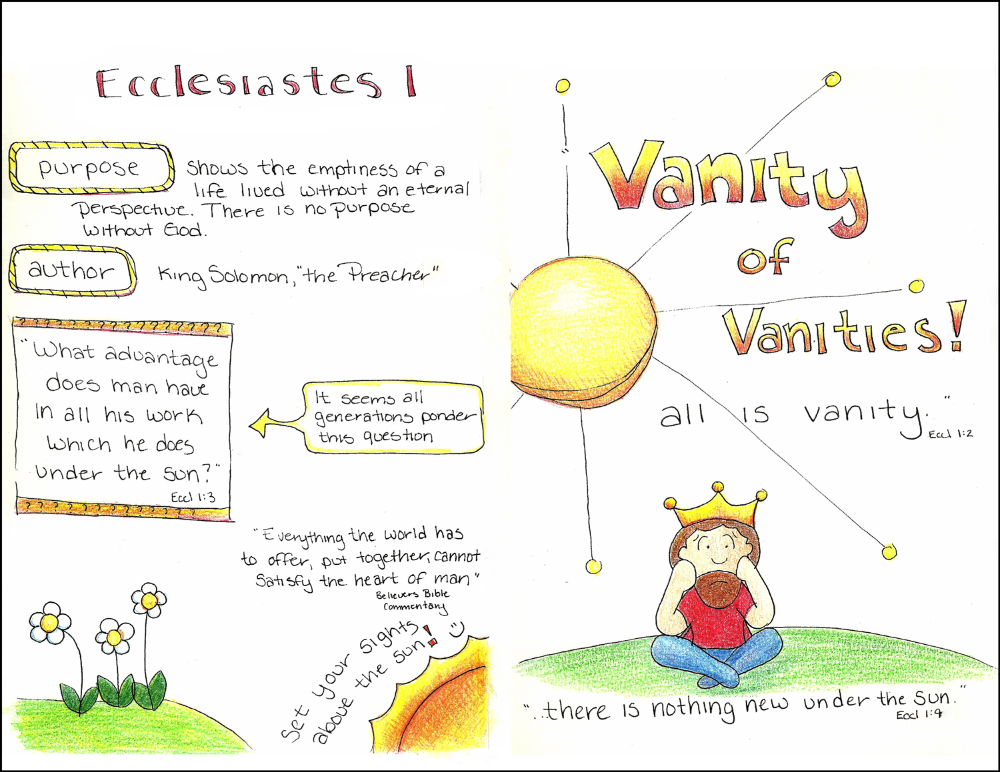 Ecclesiastes 1
purpose
Shows the emptiness of a
life lived without an eternal
perspective. There is no purpose
without God.
author
King Solomon, "the Preacher"
"What advantage
does man have
in all his work
which he does
under the sun?"
Eccl 1:3
It seems all
generations ponder
this question
"Everything the world has
to offer, put together, cannot
satisfy the heart of man"
Believers Bible
Commentary
Set your sights
above the sun!
"Vanity
of
Vanities!
all is vanity."
Eccl 1:2
"...there is nothing new under the sun."
Eccl 1:9